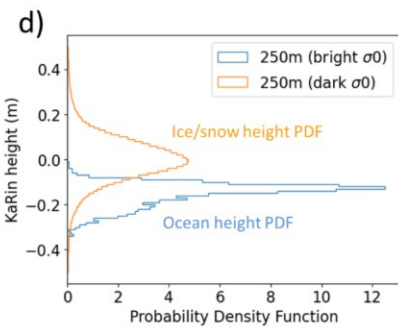 d)
250m (bright σ0)
250m (dark σ0)
Ice/snow height PDF
Ocean height PDF
KaRin height (m)
0.4
0.2
0.0
−0.2
−0.4
0 2 4 6 8 10 12
Probability Density Function